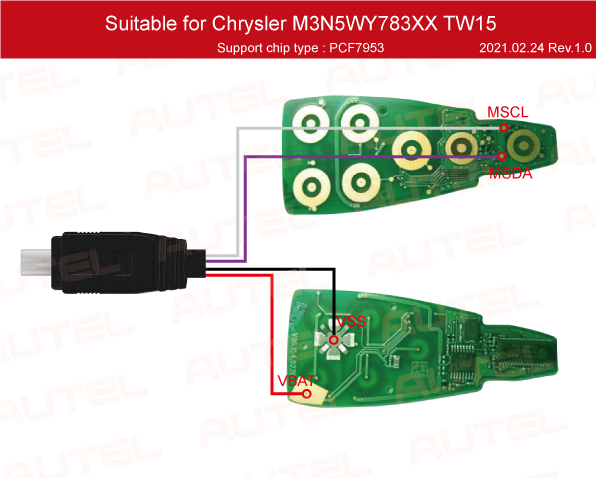 Suitable for Chrysler M3N5WY783XX TW15
Support chip type : PCF7953
2021.02.24 Rev.1.0
MSCL
MSDA
VSS
VBAT
AUTEL